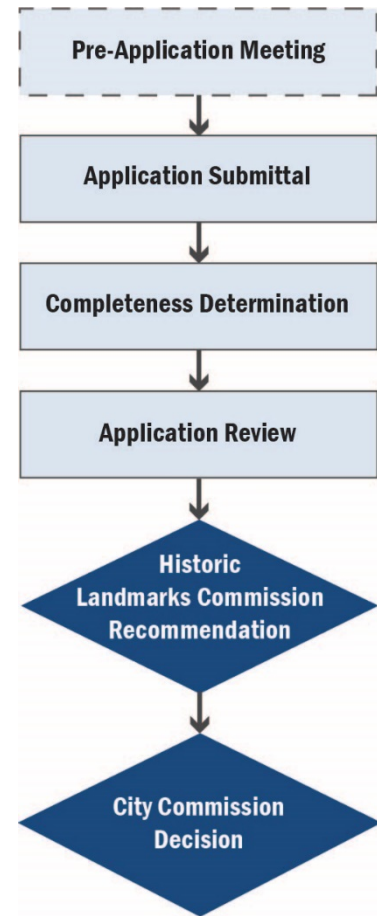 Pre-Application Meeting
Application Submittal
Completeness Determination
Application Review
Historic
Landmarks Commission
Recommendation
City Commission
Decision